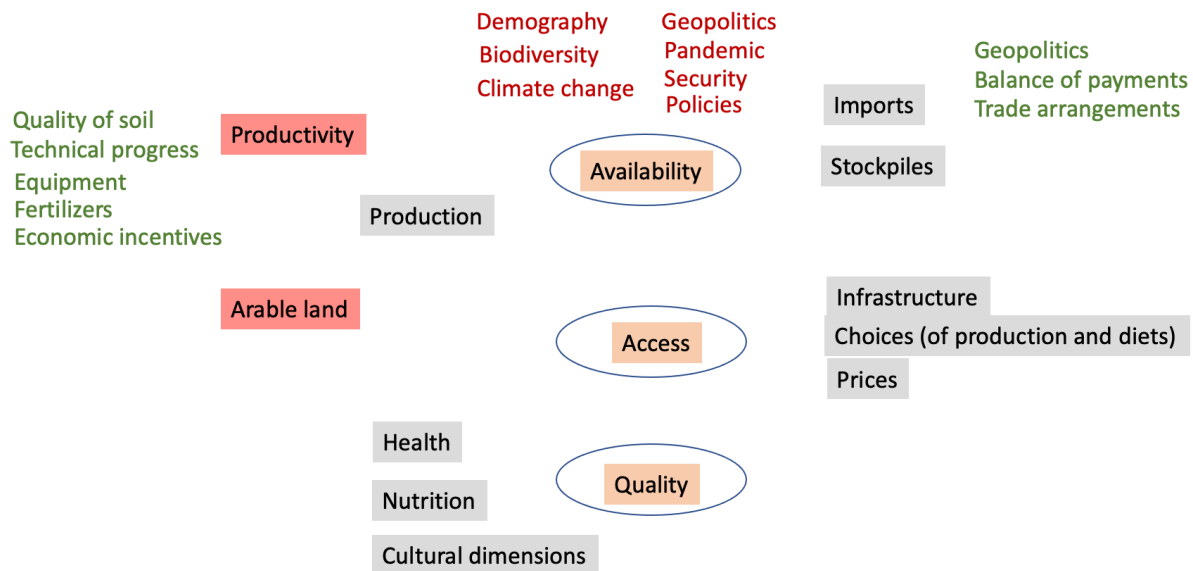 Demography
Biodiversity
Climate change
Geopolitics
Pandemic
Security
Policies
Geopolitics
Balance of payments
Trade arrangements
Imports
Stockpiles
Quality of soil
Technical progress
Equipment
Fertilizers
Economic incentives
Productivity
Availability
Production
Arable land
Access
Infrastructure
Choices (of production and diets)
Prices
Health
Nutrition
Cultural dimensions
Quality